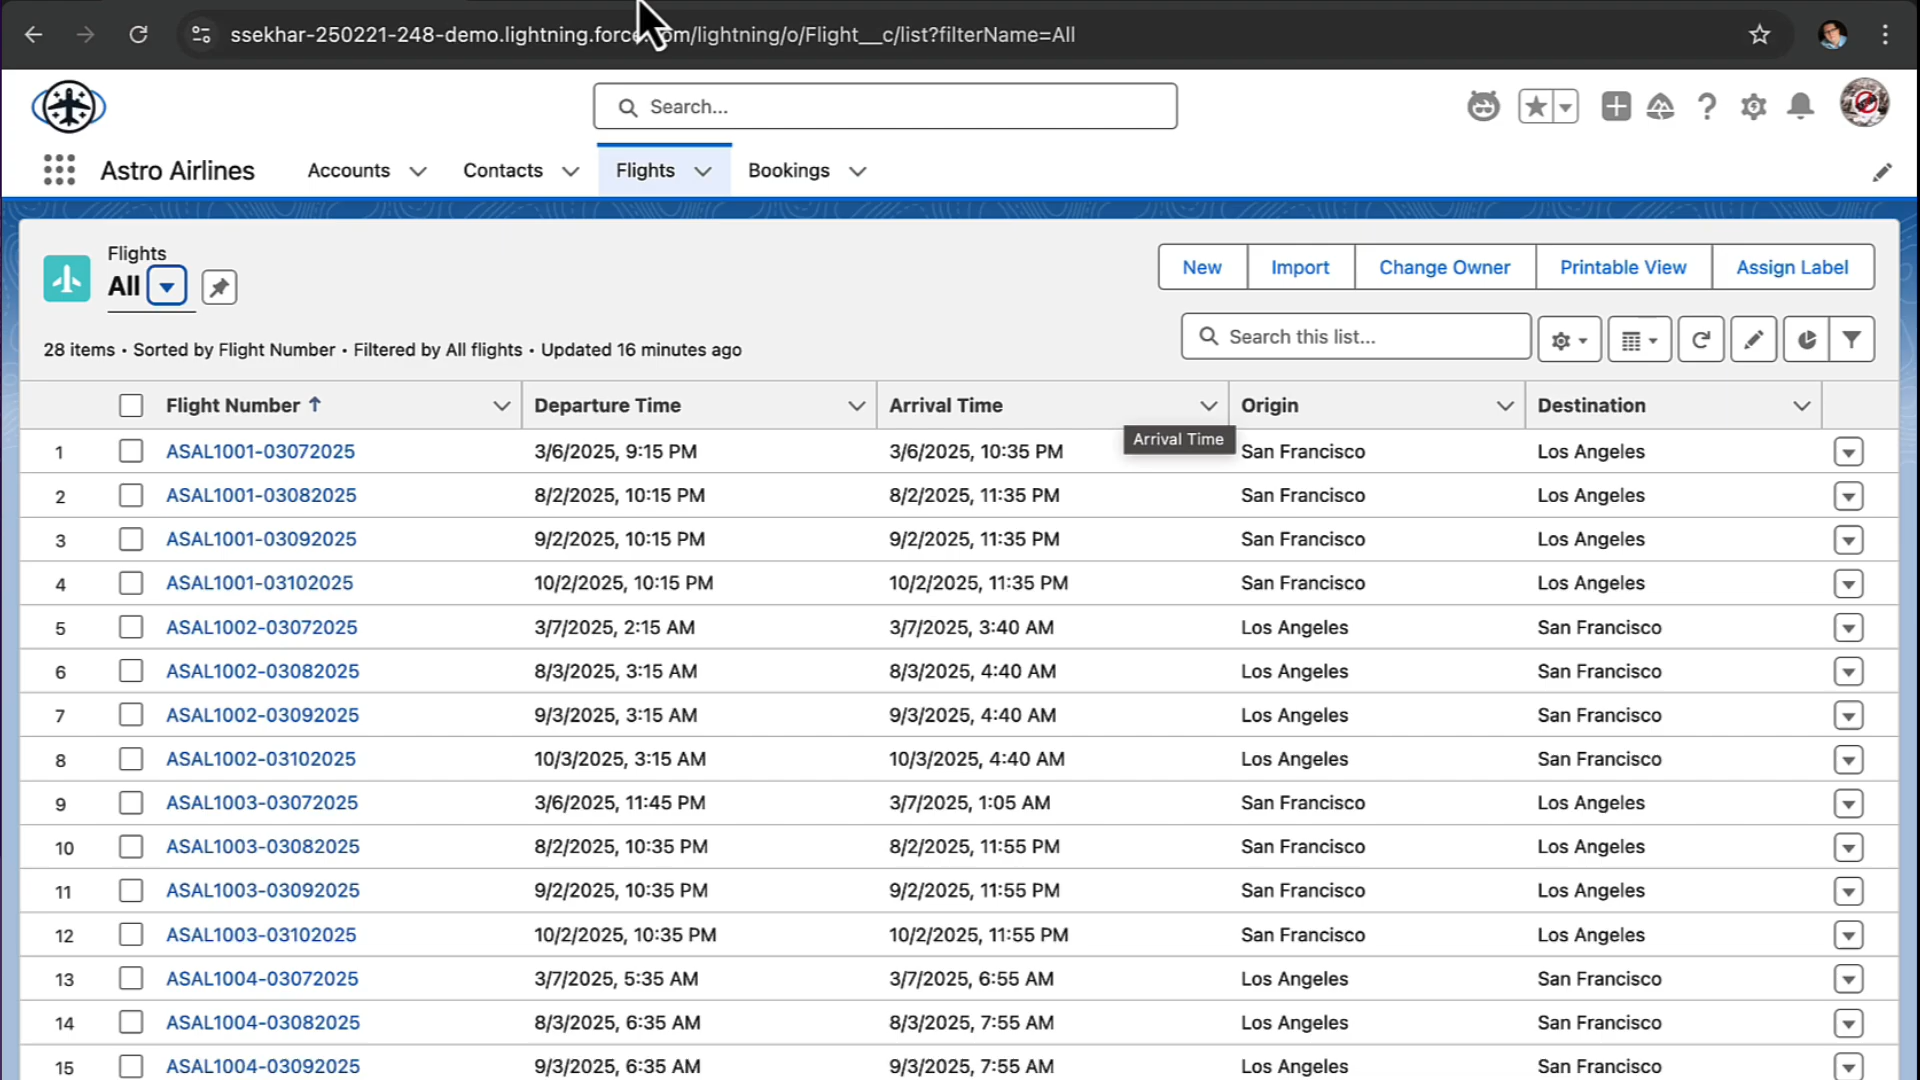 ssekhar-250221-248-demo.lightning.force.com/lightning/o/Flight__c/list?filterName=All
Search...
Astro Airlines Accounts Contacts Flights Bookings
Flights
All
New Import Change Owner Printable View Assign Label
28 items • Sorted by Flight Number • Filtered by All flights • Updated 16 minutes ago
Search this list...
Flight Number Departure Time Arrival Time Origin Destination
Arrival Time
1 ASAL1001-03072025 3/6/2025, 9:15 PM 3/6/2025, 10:35 PM San Francisco Los Angeles
2 ASAL1001-03082025 8/2/2025, 10:15 PM 8/2/2025, 11:35 PM San Francisco Los Angeles
3 ASAL1001-03092025 9/2/2025, 10:15 PM 9/2/2025, 11:35 PM San Francisco Los Angeles
4 ASAL1001-03102025 10/2/2025, 10:15 PM 10/2/2025, 11:35 PM San Francisco Los Angeles
5 ASAL1002-03072025 3/7/2025, 2:15 AM 3/7/2025, 3:40 AM Los Angeles San Francisco
6 ASAL1002-03082025 8/3/2025, 3:15 AM 8/3/2025, 4:40 AM Los Angeles San Francisco
7 ASAL1002-03092025 9/3/2025, 3:15 AM 9/3/2025, 4:40 AM Los Angeles San Francisco
8 ASAL1002-03102025 10/3/2025, 3:15 AM 10/3/2025, 4:40 AM Los Angeles San Francisco
9 ASAL1003-03072025 3/6/2025, 11:45 PM 3/7/2025, 1:05 AM San Francisco Los Angeles
10 ASAL1003-03082025 8/2/2025, 10:35 PM 8/2/2025, 11:55 PM San Francisco Los Angeles
11 ASAL1003-03092025 9/2/2025, 10:35 PM 9/2/2025, 11:55 PM San Francisco Los Angeles
12 ASAL1003-03102025 10/2/2025, 10:35 PM 10/2/2025, 11:55 PM San Francisco Los Angeles
13 ASAL1004-03072025 3/7/2025, 5:35 AM 3/7/2025, 6:55 AM Los Angeles San Francisco
14 ASAL1004-03082025 8/3/2025, 6:35 AM 8/3/2025, 7:55 AM Los Angeles San Francisco
15 ASAL1004-03092025 9/3/2025, 6:35 AM 9/3/2025, 7:55 AM Los Angeles San Francisco